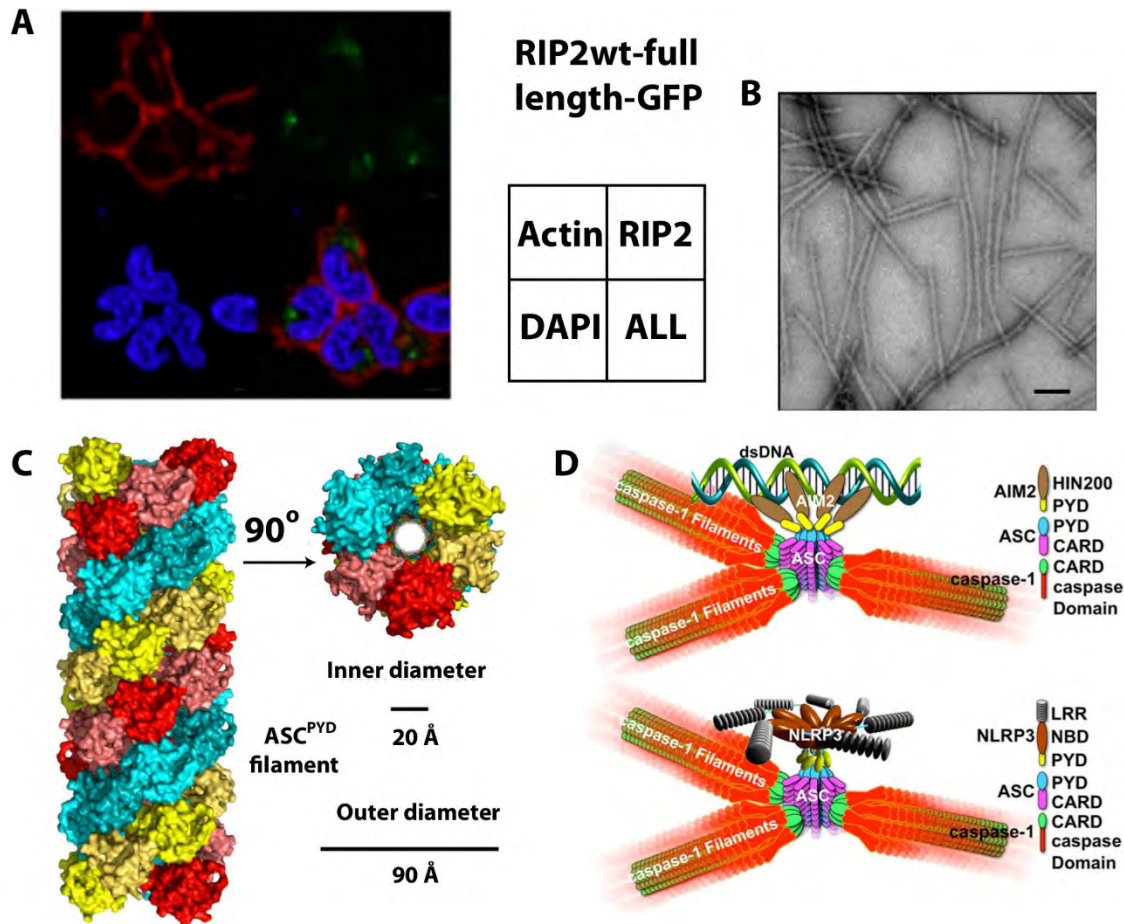 A
RIP2wt-full
length-GFP
Actin RIP2
DAPI ALL
B
C
90°
Inner diameter
20 Å
ASC^PYD
filament
Outer diameter
90 Å
D
dsDNA
caspase-1 Filaments
AIM2
ASC
caspase-1 Filaments
AIM2
HIN200
PYD
ASC
PYD
CARD
caspase-1
CARD
caspase
Domain
caspase-1 Filaments
NLRP3
ASC
caspase-1 Filaments
NLRP3
LRR
NBD
PYD
ASC
PYD
CARD
caspase-1
CARD
caspase
Domain